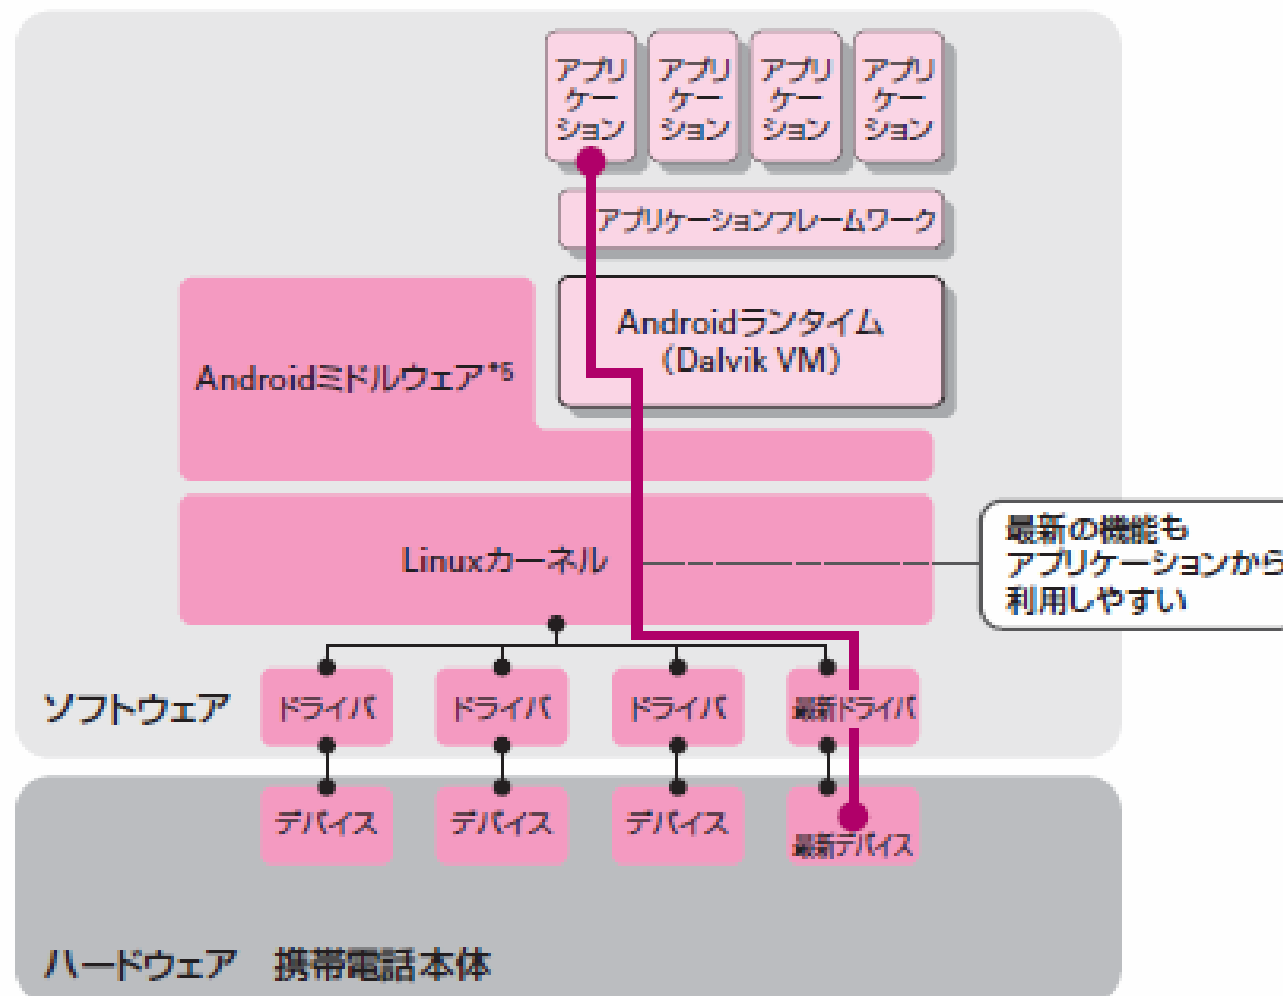 アプリ
ケー
ション
アプリ
ケー
ション
アプリ
ケー
ション
アプリ
ケー
ション
アプリケーションフレームワーク
Androidランタイム
(Dalvik VM)
Androidミドルウェア*5
Linuxカーネル
最新の機能も
アプリケーションから
利用しやすい
ソフトウェア
ドライバ
ドライバ
ドライバ
最新ドライバ
デバイス
デバイス
デバイス
最新デバイス
ハードウェア 携帯電話本体